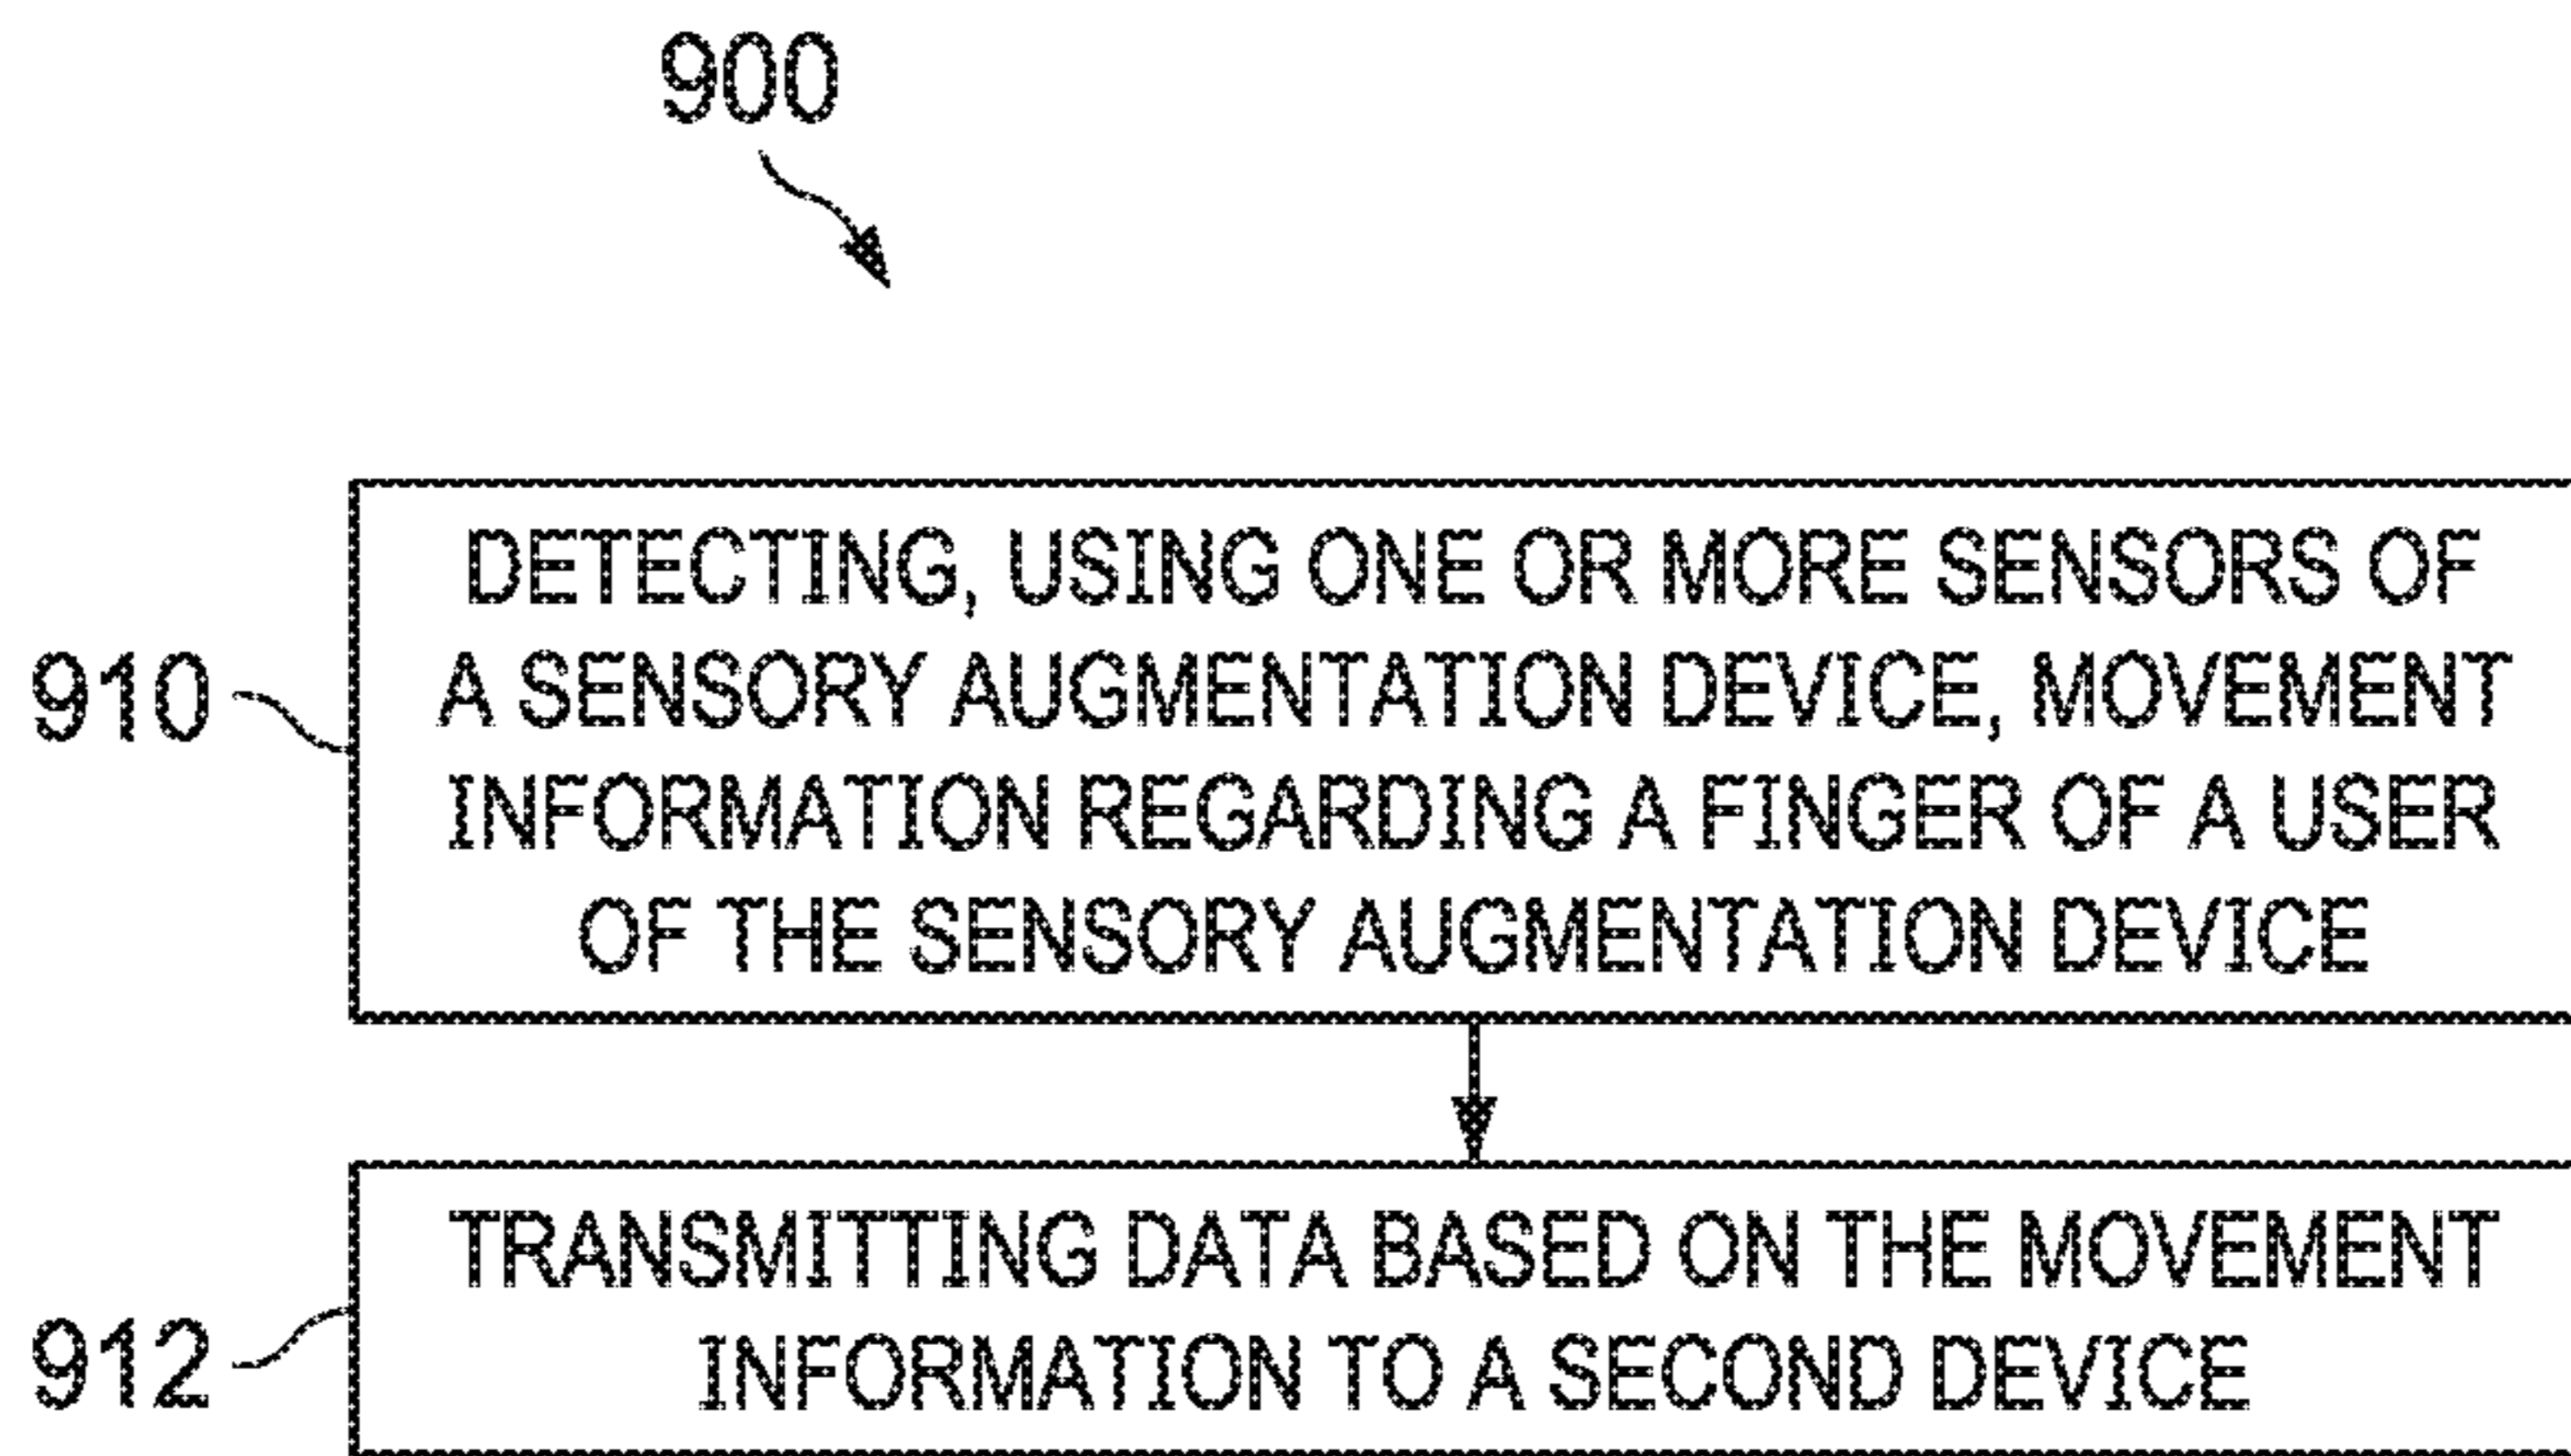 900
DETECTING, USING ONE OR MORE SENSORS OF
A SENSORY AUGMENTATION DEVICE, MOVEMENT
910
INFORMATION REGARDING A FINGER OF A USER
OF THE SENSORY AUGMENTATION DEVICE
TRANSMITTING DATA BASED ON THE MOVEMENT
912
INFORMATION TO A SECOND DEVICE